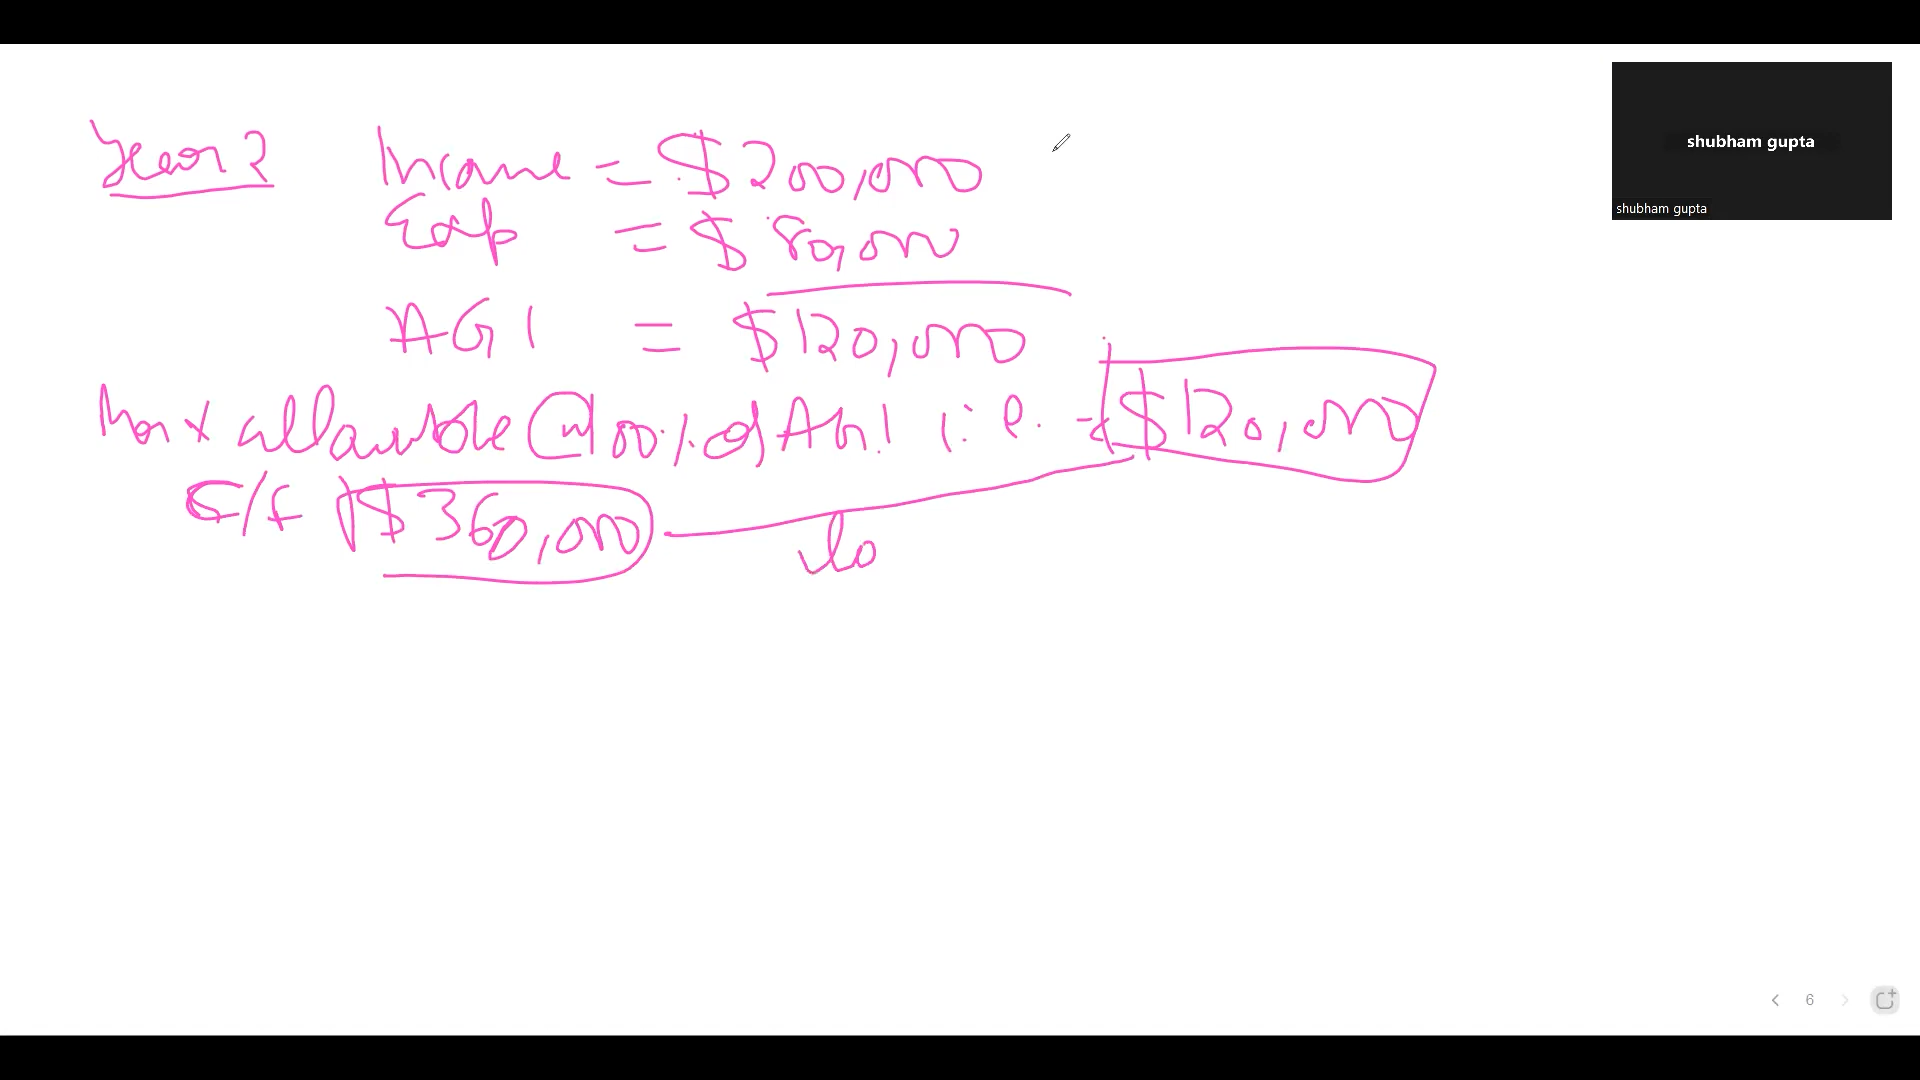 Year 2 Income = $200,000
Exp = $80,000
AGI = $120,000
Max allowable @ 100% of AGI i.e. $120,000
C/f $360,000
shubham gupta
shubham gupta
6